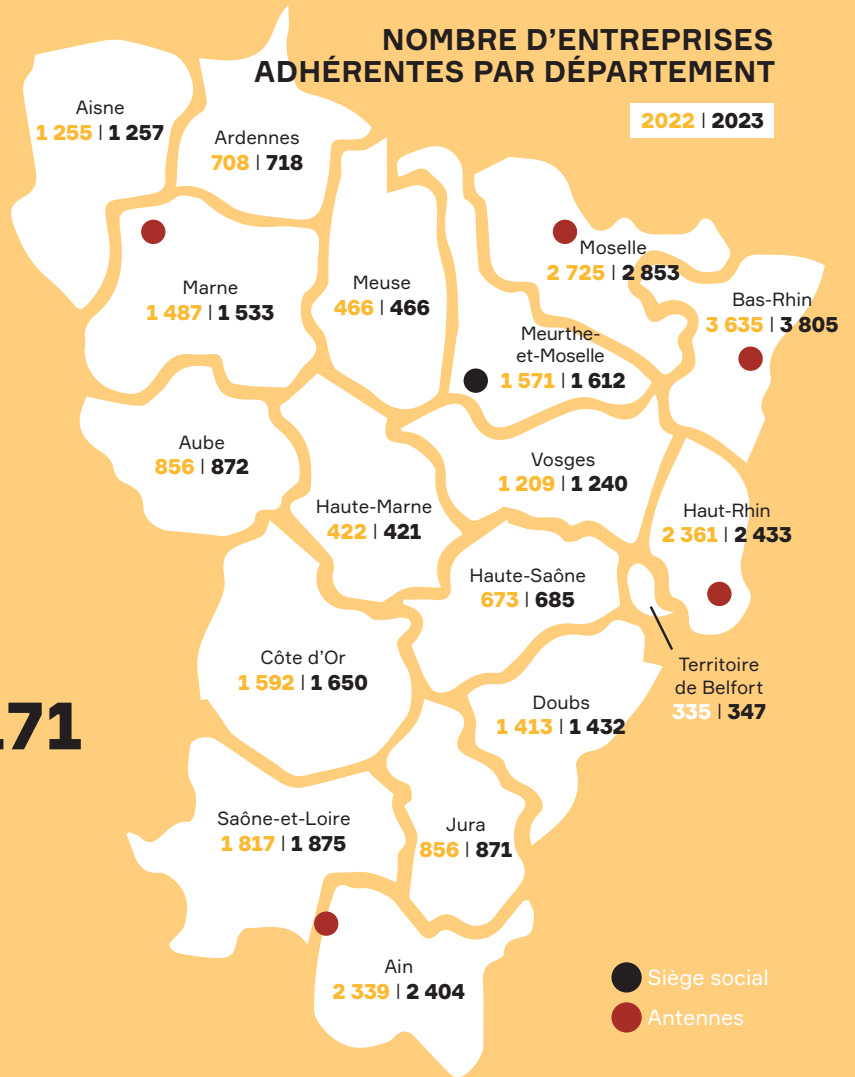 NOMBRE D’ENTREPRISES
ADHÉRENTES PAR DÉPARTEMENT
2022 | 2023
Aisne
1 255 | 1 257
Ardennes
708 | 718
Marne
1 487 | 1 533
Meuse
466 | 466
Moselle
2 725 | 2 853
Bas-Rhin
3 635 | 3 805
Meurthe-
et-Moselle
1 571 | 1 612
Aube
856 | 872
Haute-Marne
422 | 421
Vosges
1 209 | 1 240
Haut-Rhin
2 361 | 2 433
Haute-Saône
673 | 685
Côte d’Or
1 592 | 1 650
Territoire
de Belfort
335 | 347
Doubs
1 413 | 1 432
Saône-et-Loire
1 817 | 1 875
Jura
856 | 871
Ain
2 339 | 2 404
Siège social
Antennes